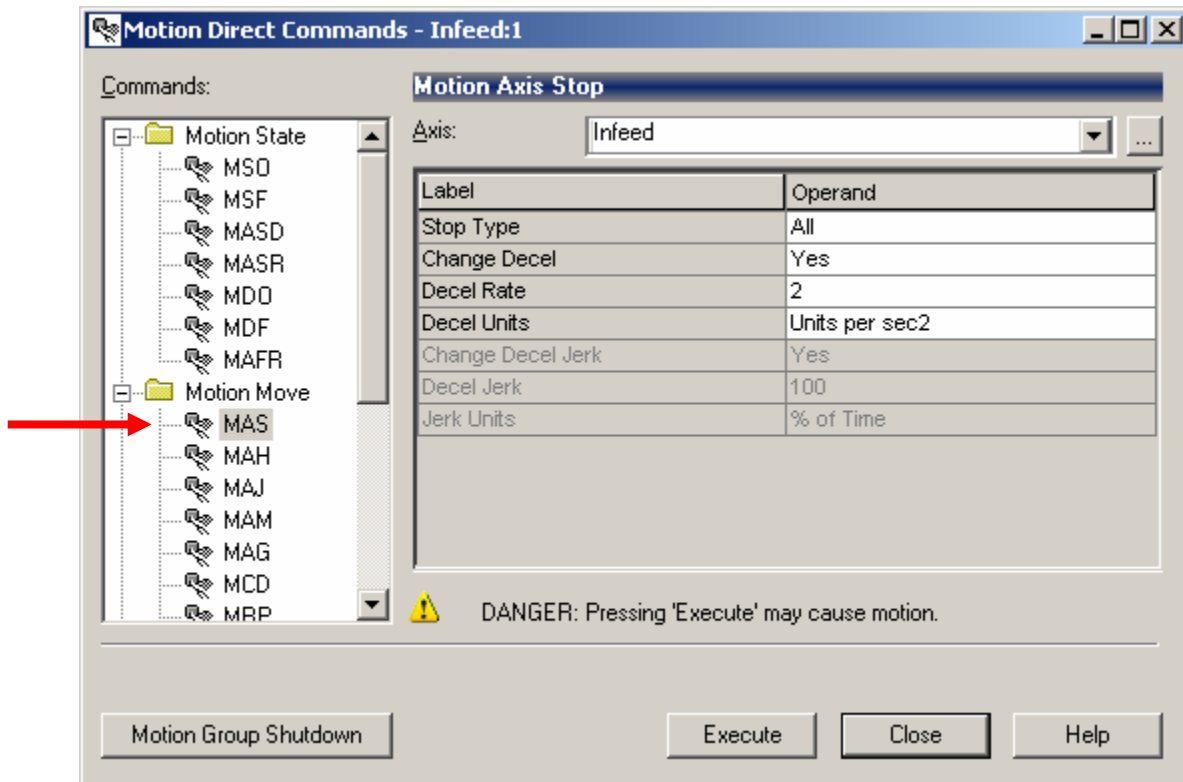 Motion Direct Commands - Infeed:1
Commands:
Motion State
MSO
MSF
MASD
MASR
MDO
MDF
MAFR
Motion Move
MAS
MAH
MAJ
MAM
MAG
MCD
MRP
Motion Axis Stop
Axis: Infeed ...
Label Operand
Stop Type All
Change Decel Yes
Decel Rate 2
Decel Units Units per sec2
Change Decel Jerk Yes
Decel Jerk 100
Jerk Units % of Time
DANGER: Pressing 'Execute' may cause motion.
Motion Group Shutdown Execute Close Help